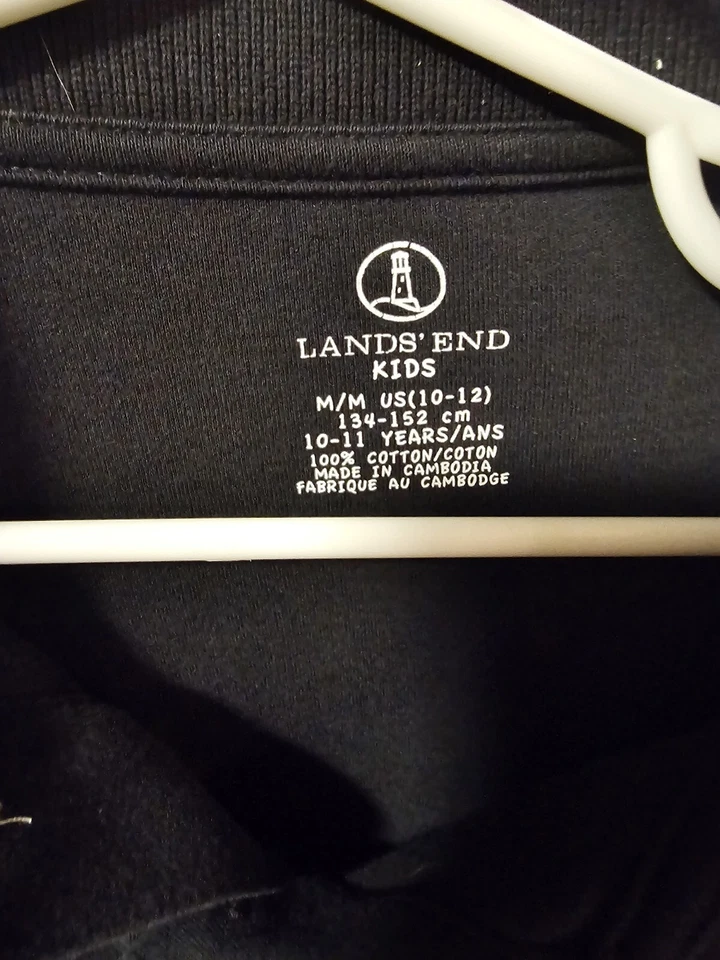 LANDS' END
KIDS
M/M US(10-12)
134-152 cm
10-11 YEARS/ANS
100% COTTON/COTON
MADE IN CAMBODIA
FABRIQUE AU CAMBODGE